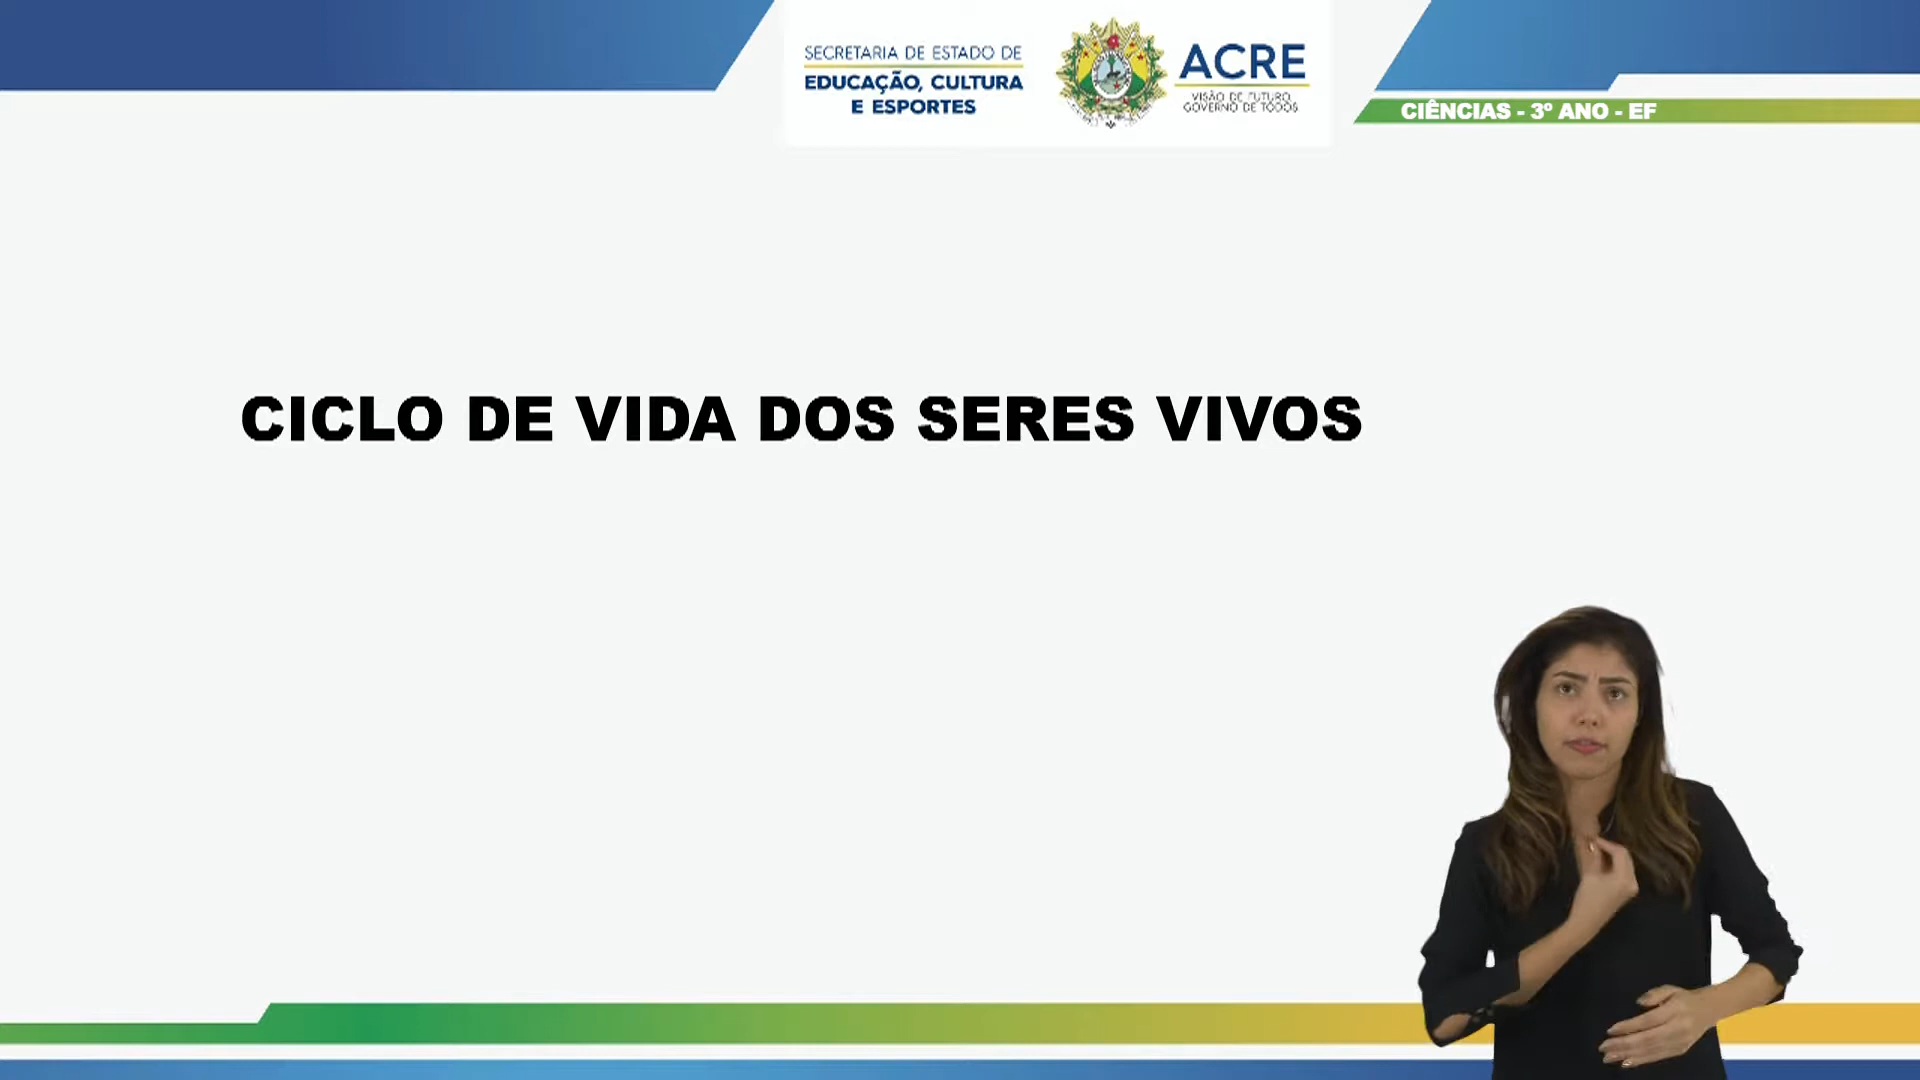 SECRETARIA DE ESTADO DE
EDUCAÇÃO, CULTURA
E ESPORTES
ACRE
VISÃO DE FUTURO,
GOVERNO DE TODOS
CIÊNCIAS - 3º ANO - EF
CICLO DE VIDA DOS SERES VIVOS